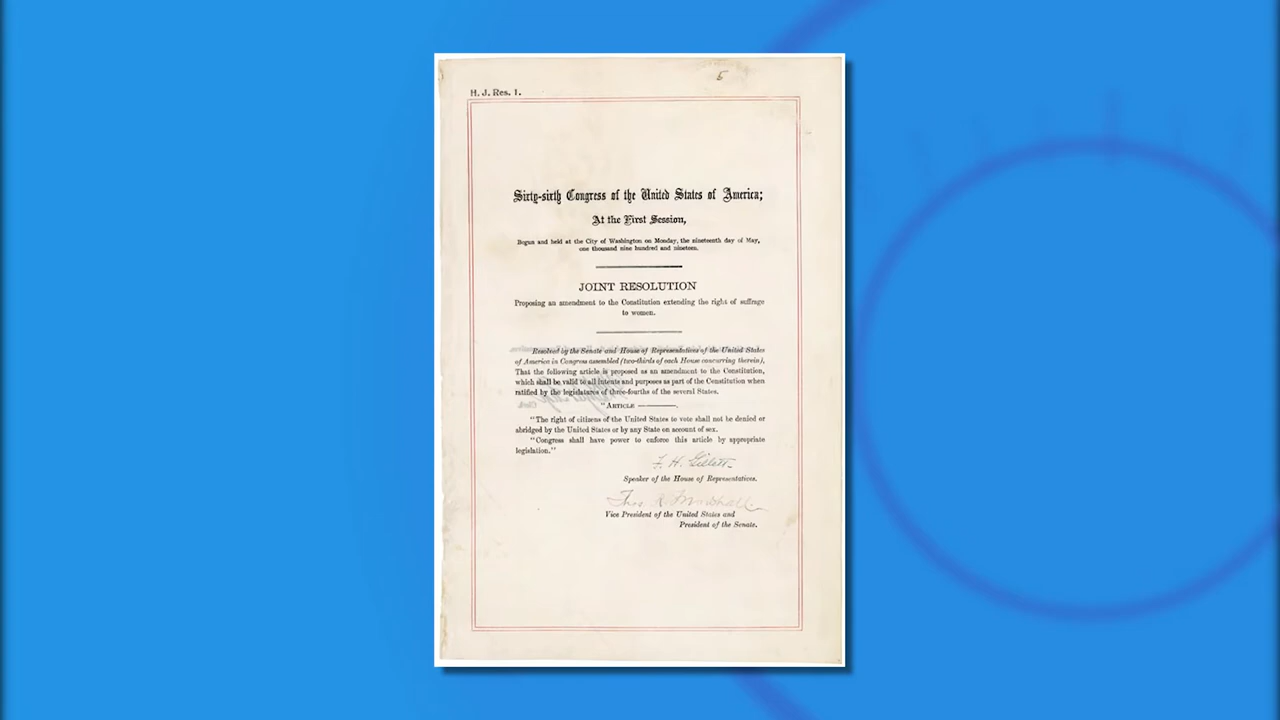 5
H. J. Res. 1.
Sixty-sixth Congress of the United States of America;
At the First Session,
Begun and held at the City of Washington on Monday, the nineteenth day of May,
one thousand nine hundred and nineteen.
JOINT RESOLUTION
Proposing an amendment to the Constitution extending the right of suffrage
to women.
Resolved by the Senate and House of Representatives of the United States
of America in Congress assembled (two-thirds of each House concurring therein),
That the following article is proposed as an amendment to the Constitution,
which shall be valid to all intents and purposes as part of the Constitution when
ratified by the legislatures of three-fourths of the several States.
"ARTICLE ———.
"The right of citizens of the United States to vote shall not be denied or
abridged by the United States or by any State on account of sex.
"Congress shall have power to enforce this article by appropriate
legislation."
F. H. Gillett
Speaker of the House of Representatives.
Thos. R. Marshall
Vice President of the United States and
President of the Senate.